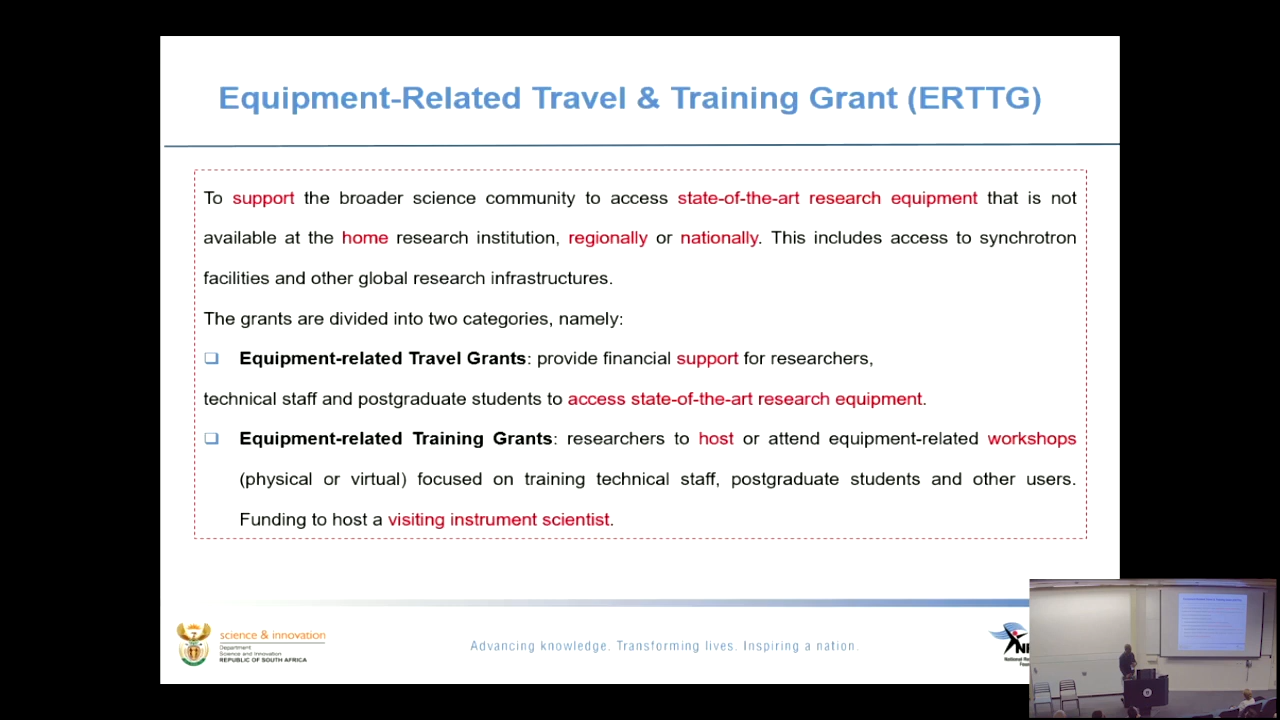 Equipment-Related Travel & Training Grant (ERTTG)
To support the broader science community to access state-of-the-art research equipment that is not
available at the home research institution, regionally or nationally. This includes access to synchrotron
facilities and other global research infrastructures.
The grants are divided into two categories, namely:
❑ Equipment-related Travel Grants: provide financial support for researchers,
technical staff and postgraduate students to access state-of-the-art research equipment.
❑ Equipment-related Training Grants: researchers to host or attend equipment-related workshops
(physical or virtual) focused on training technical staff, postgraduate students and other users.
Funding to host a visiting instrument scientist.
science & innovation
Department
Science and Innovation
REPUBLIC OF SOUTH AFRICA
Advancing knowledge. Transforming lives. Inspiring a nation.
National